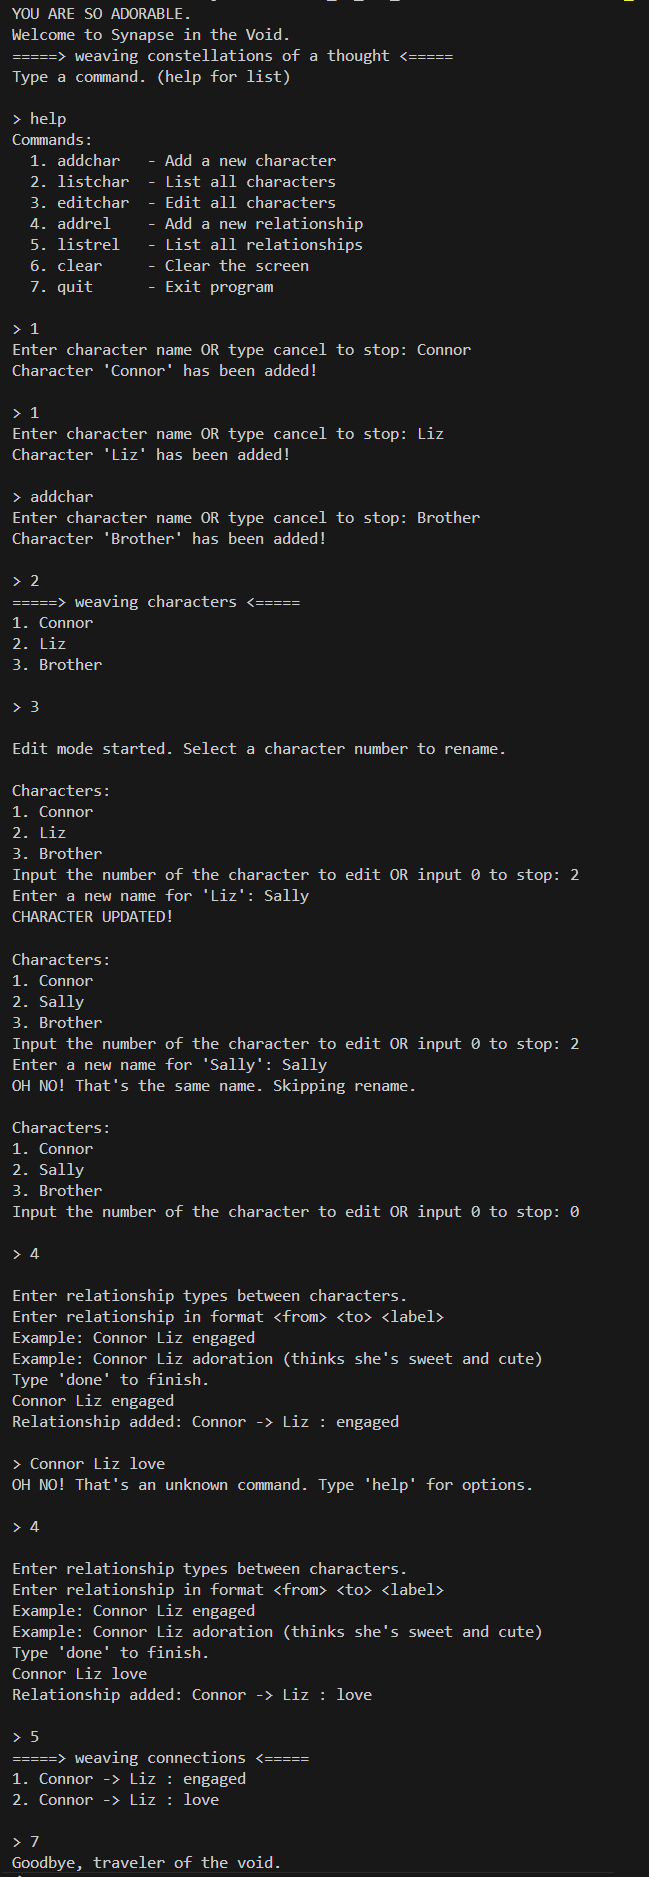 YOU ARE SO ADORABLE.
Welcome to Synapse in the Void.
=====> weaving constellations of a thought <=====
Type a command. (help for list)

> help
Commands:
  1. addchar   - Add a new character
  2. listchar  - List all characters
  3. editchar  - Edit all characters
  4. addrel    - Add a new relationship
  5. listrel   - List all relationships
  6. clear     - Clear the screen
  7. quit      - Exit program

> 1
Enter character name OR type cancel to stop: Connor
Character 'Connor' has been added!

> 1
Enter character name OR type cancel to stop: Liz
Character 'Liz' has been added!

> addchar
Enter character name OR type cancel to stop: Brother
Character 'Brother' has been added!

> 2
=====> weaving characters <=====
1. Connor
2. Liz
3. Brother

> 3

Edit mode started. Select a character number to rename.

Characters:
1. Connor
2. Liz
3. Brother
Input the number of the character to edit OR input 0 to stop: 2
Enter a new name for 'Liz': Sally
CHARACTER UPDATED!

Characters:
1. Connor
2. Sally
3. Brother
Input the number of the character to edit OR input 0 to stop: 2
Enter a new name for 'Sally': Sally
OH NO! That's the same name. Skipping rename.

Characters:
1. Connor
2. Sally
3. Brother
Input the number of the character to edit OR input 0 to stop: 0

> 4

Enter relationship types between characters.
Enter relationship in format <from> <to> <label>
Example: Connor Liz engaged
Example: Connor Liz adoration (thinks she's sweet and cute)
Type 'done' to finish.
Connor Liz engaged
Relationship added: Connor -> Liz : engaged

> Connor Liz love
OH NO! That's an unknown command. Type 'help' for options.

> 4

Enter relationship types between characters.
Enter relationship in format <from> <to> <label>
Example: Connor Liz engaged
Example: Connor Liz adoration (thinks she's sweet and cute)
Type 'done' to finish.
Connor Liz love
Relationship added: Connor -> Liz : love

> 5
=====> weaving connections <=====
1. Connor -> Liz : engaged
2. Connor -> Liz : love

> 7
Goodbye, traveler of the void.